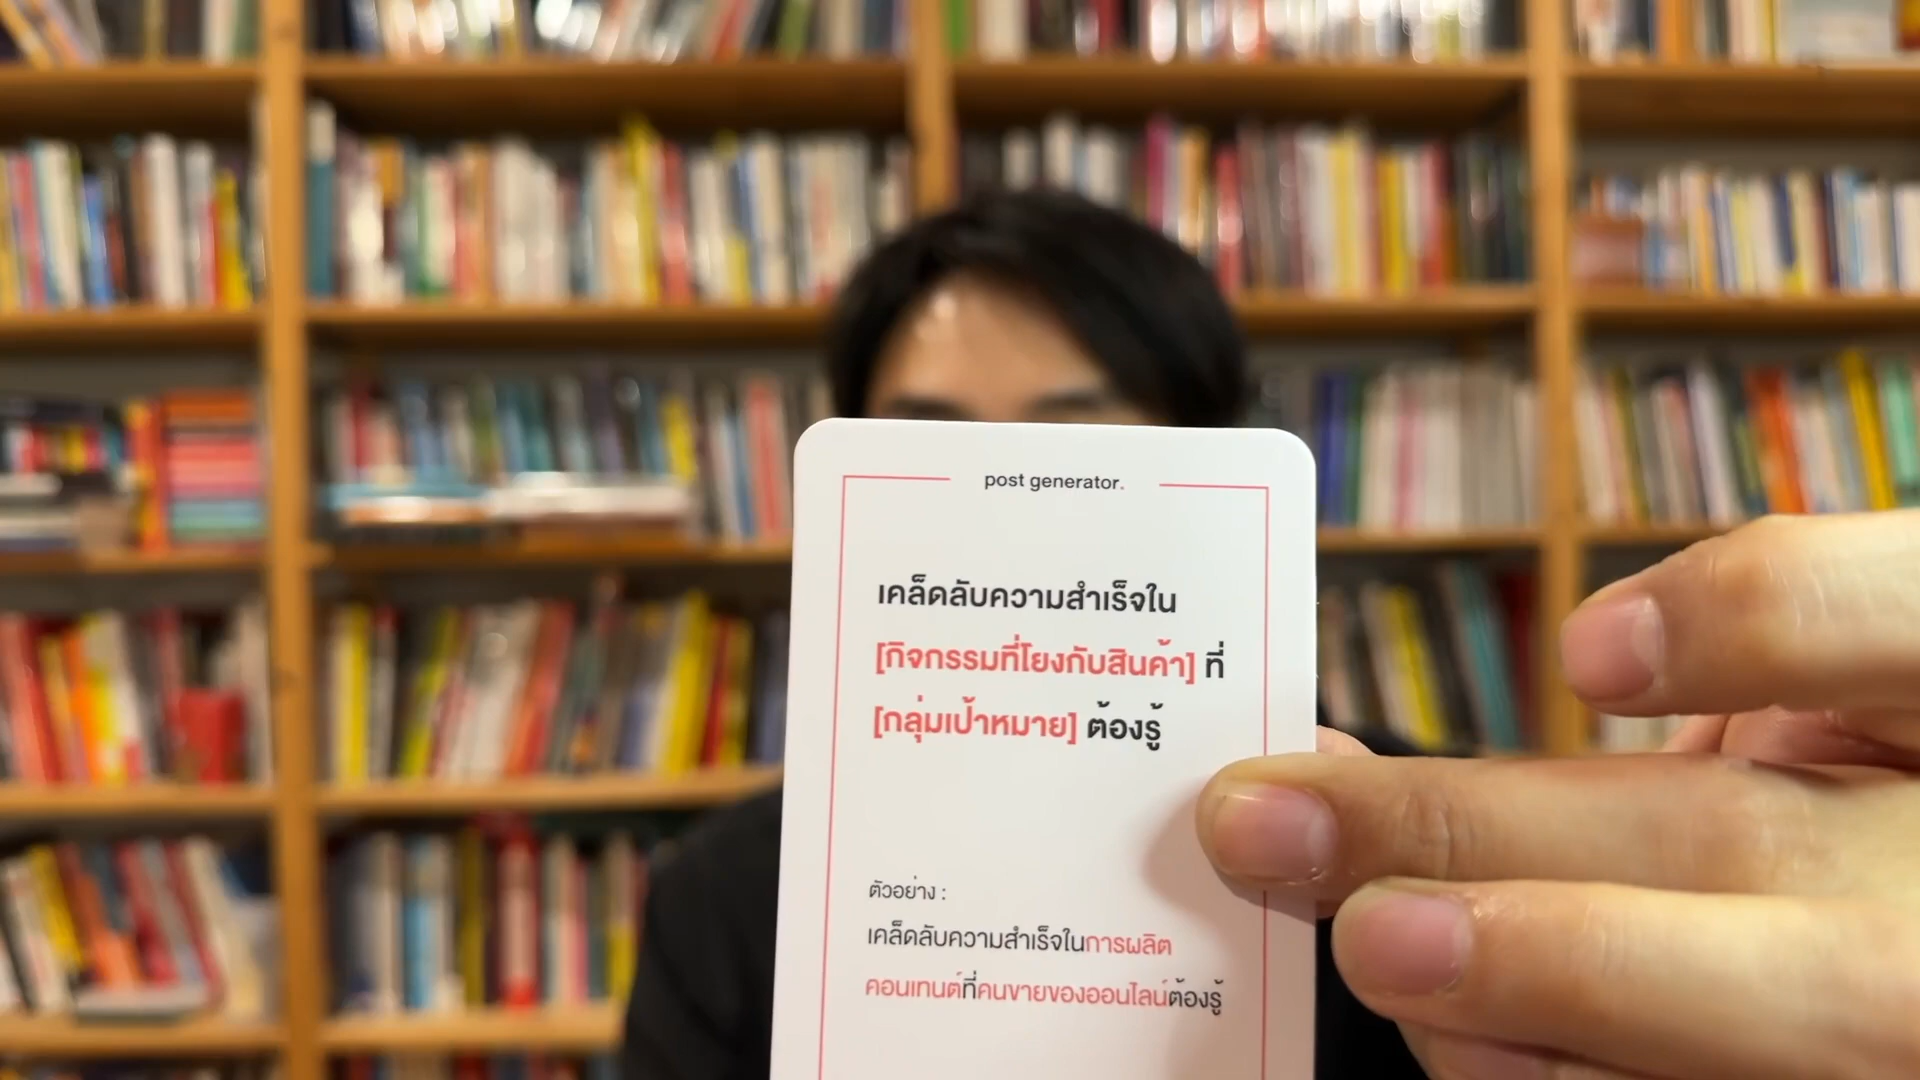 post generator.
เคล็ดลับความสำเร็จใน
[กิจกรรมที่โยงกับสินค้า] ที่
[กลุ่มเป้าหมาย] ต้องรู้
ตัวอย่าง :
เคล็ดลับความสำเร็จในการผลิต
คอนเทนต์ที่คนขายของออนไลน์ต้องรู้